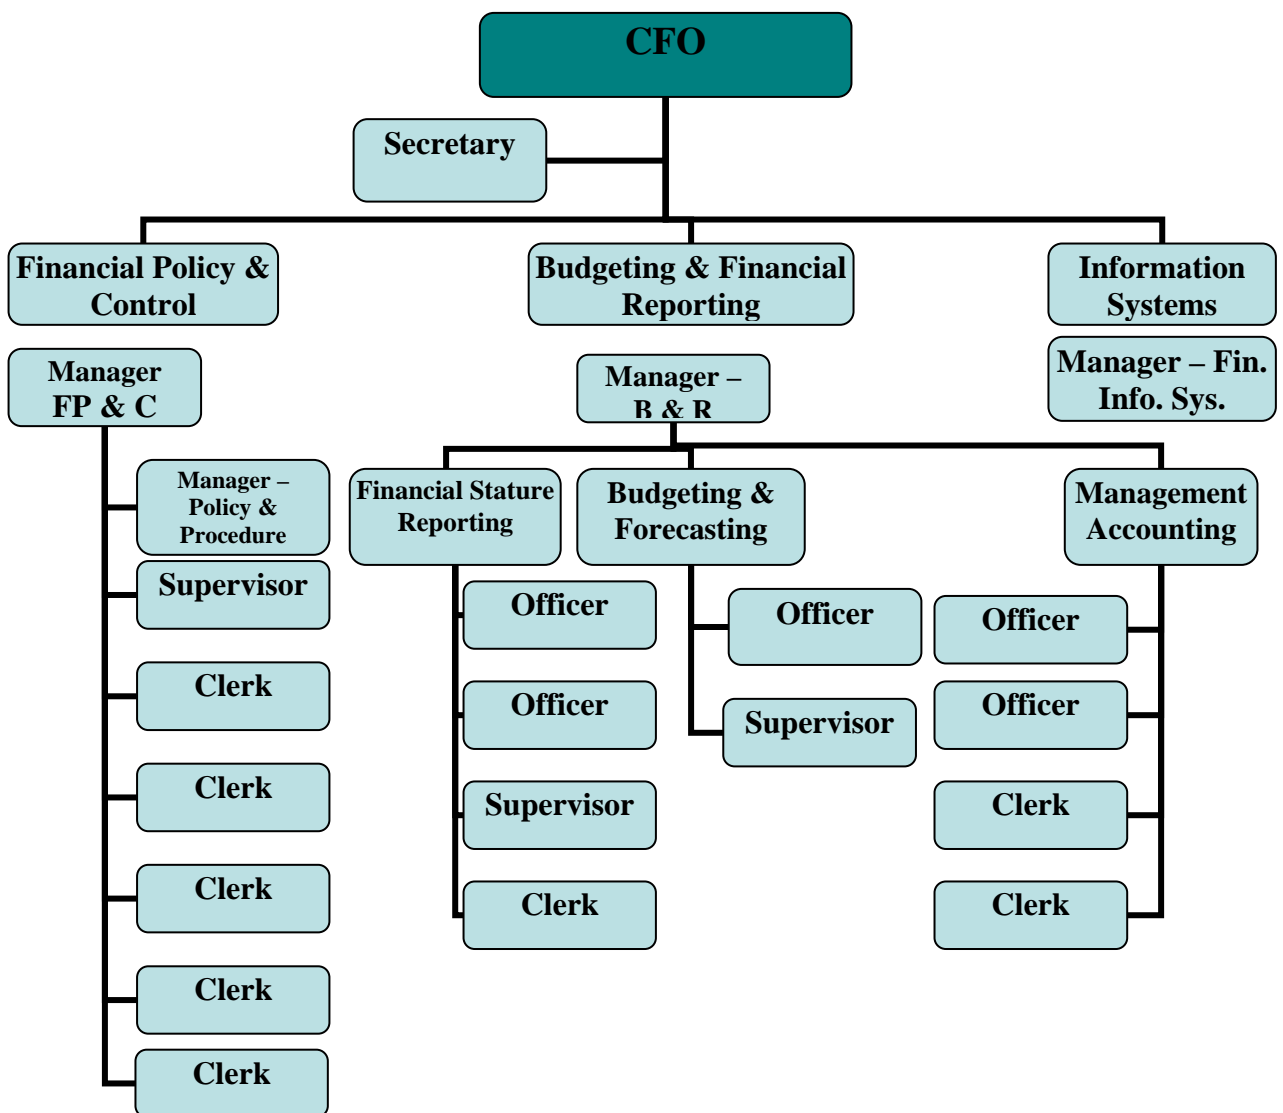 CFO
Secretary
Financial Policy &
Control
Budgeting & Financial
Reporting
Information
Systems
Manager
FP & C
Manager –
B & R
Manager – Fin.
Info. Sys.
Manager –
Policy &
Procedure
Supervisor
Clerk
Clerk
Clerk
Clerk
Clerk
Financial Stature
Reporting
Officer
Officer
Supervisor
Clerk
Budgeting &
Forecasting
Officer
Supervisor
Management
Accounting
Officer
Officer
Clerk
Clerk